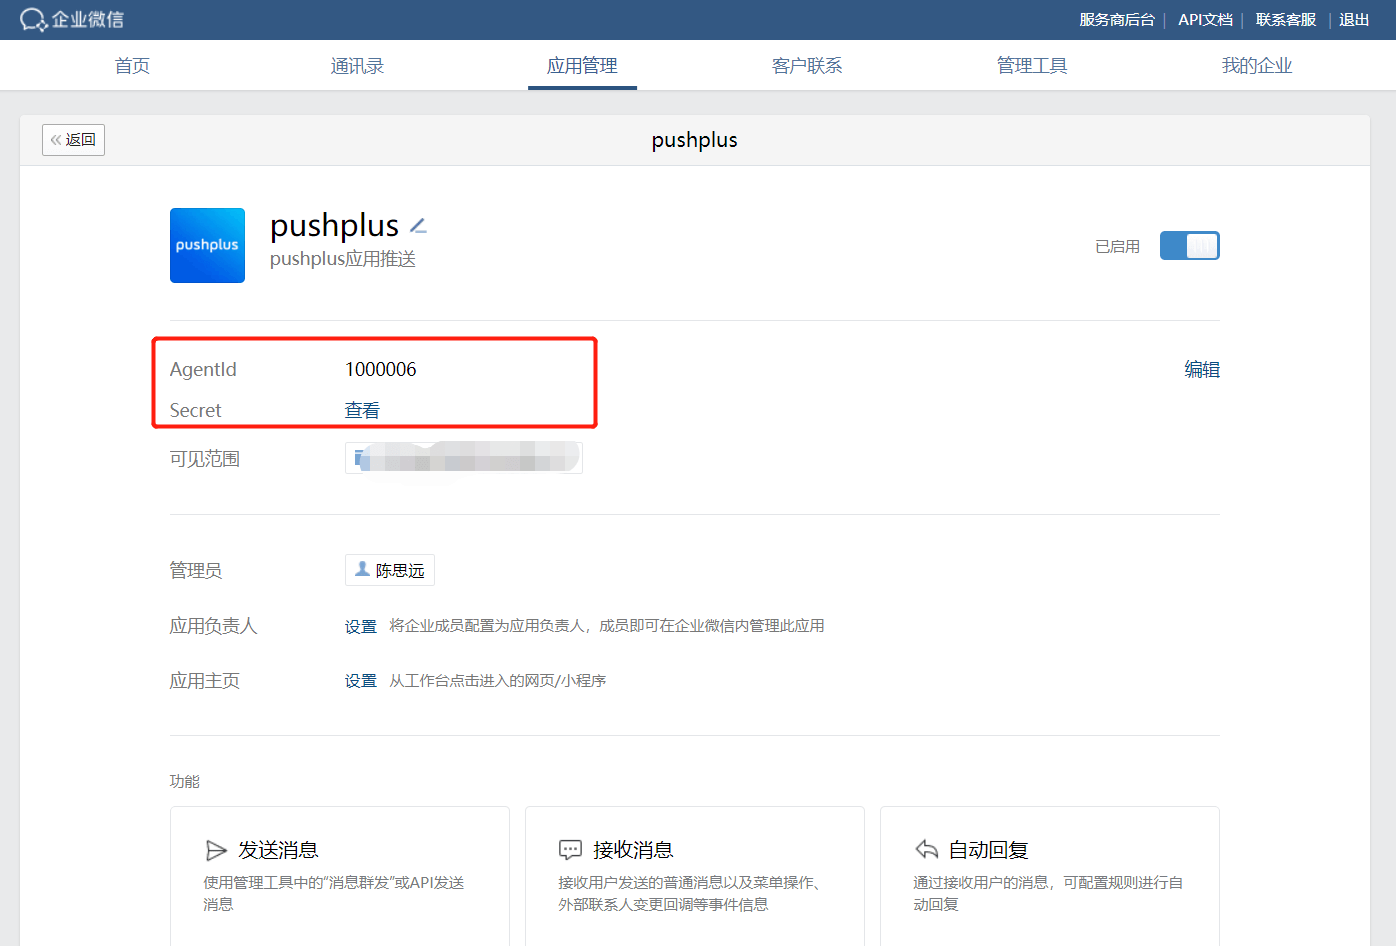 企业微信
服务商后台 | API文档 | 联系客服 | 退出
首页 通讯录 应用管理 客户联系 管理工具 我的企业
返回 pushplus
pushplus
pushplus
pushplus应用推送
已启用
AgentId 1000006 编辑
Secret 查看
可见范围
管理员 陈思远
应用负责人 设置 将企业成员配置为应用负责人，成员即可在企业微信内管理此应用
应用主页 设置 从工作台点击进入的网页/小程序
功能
发送消息
使用管理工具中的“消息群发”或API发送
消息
接收消息
接收用户发送的普通消息以及菜单操作、
外部联系人变更回调等事件信息
自动回复
通过接收用户的消息，可配置规则进行自
动回复